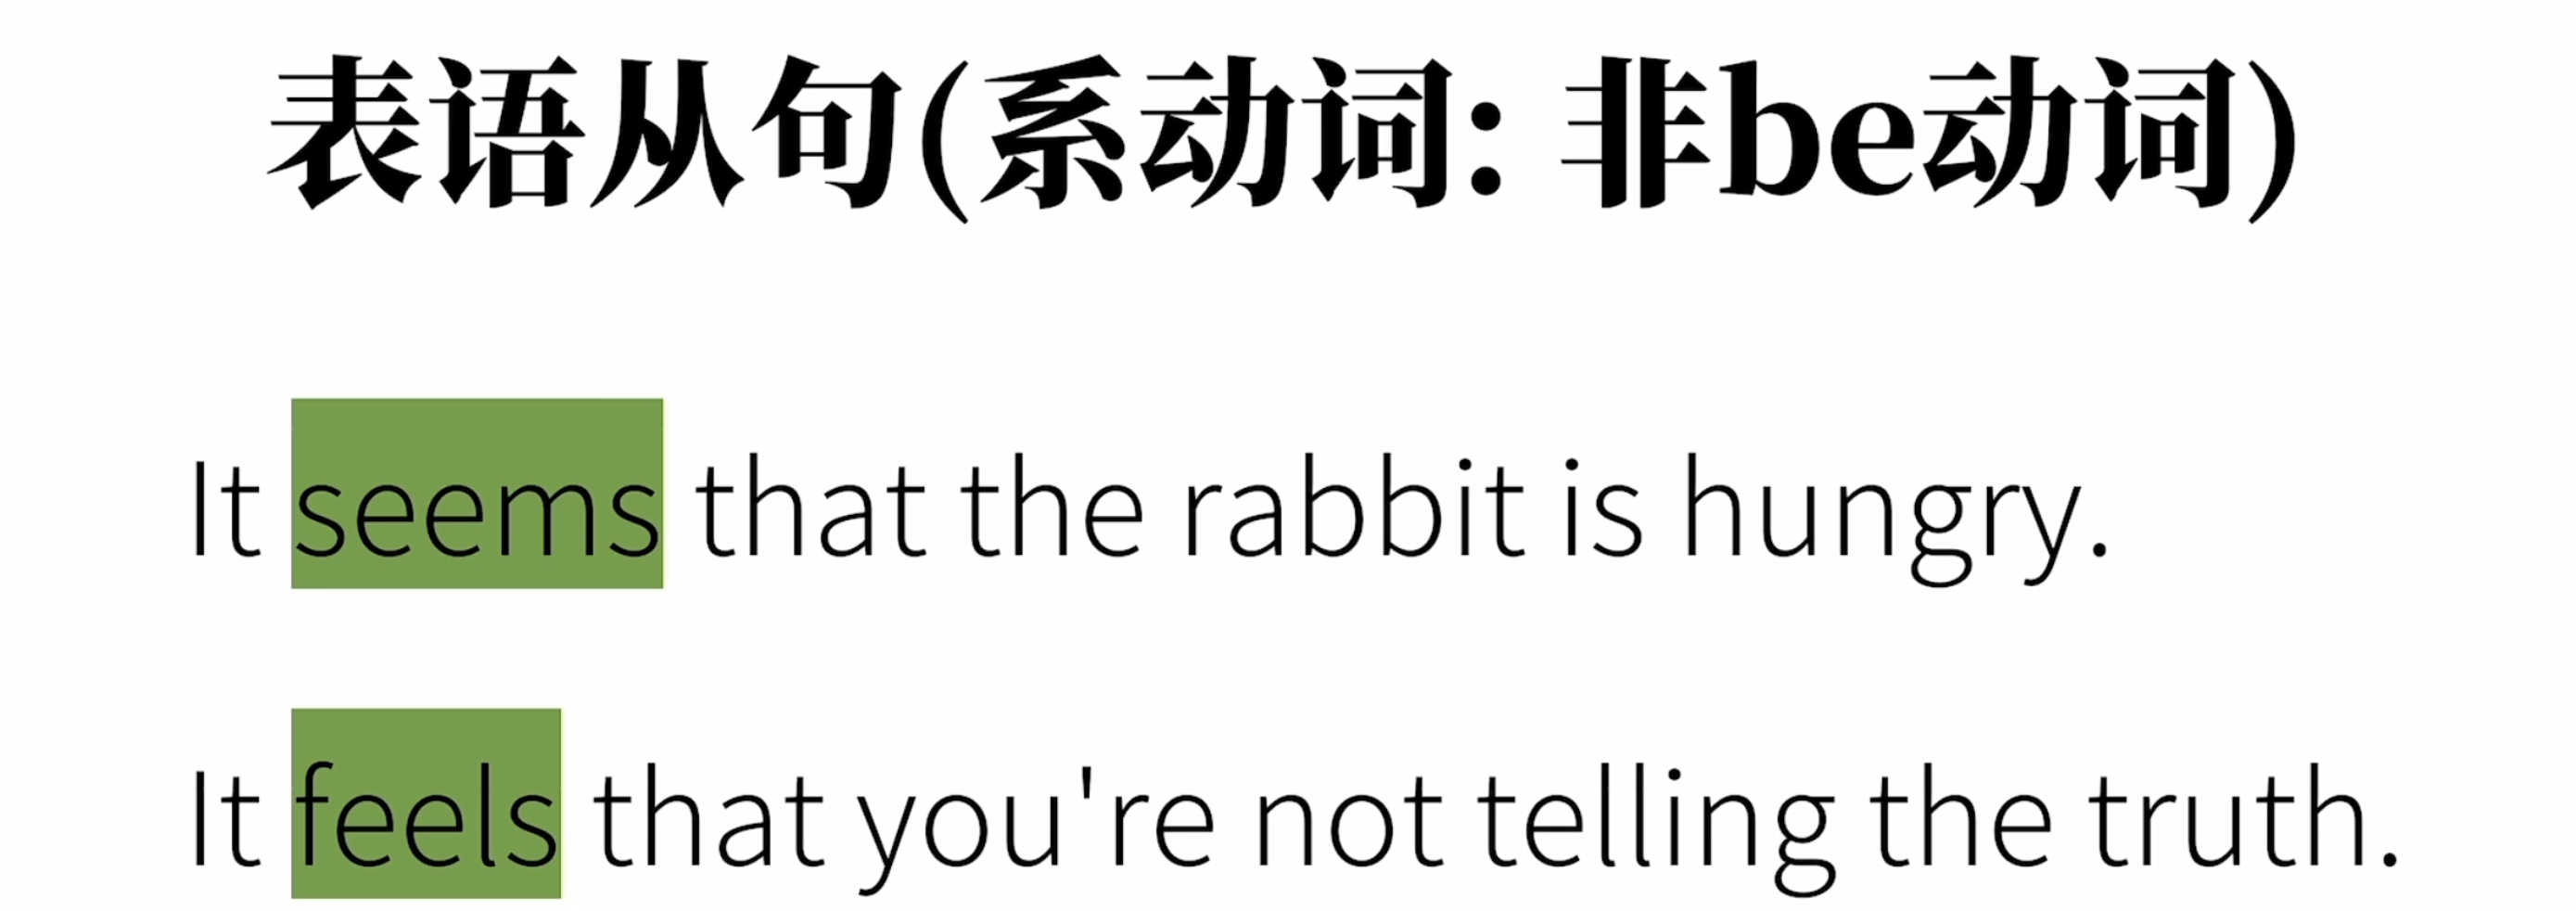 表语从句(系动词: 非be动词)
It seems that the rabbit is hungry.
It feels that you're not telling the truth.